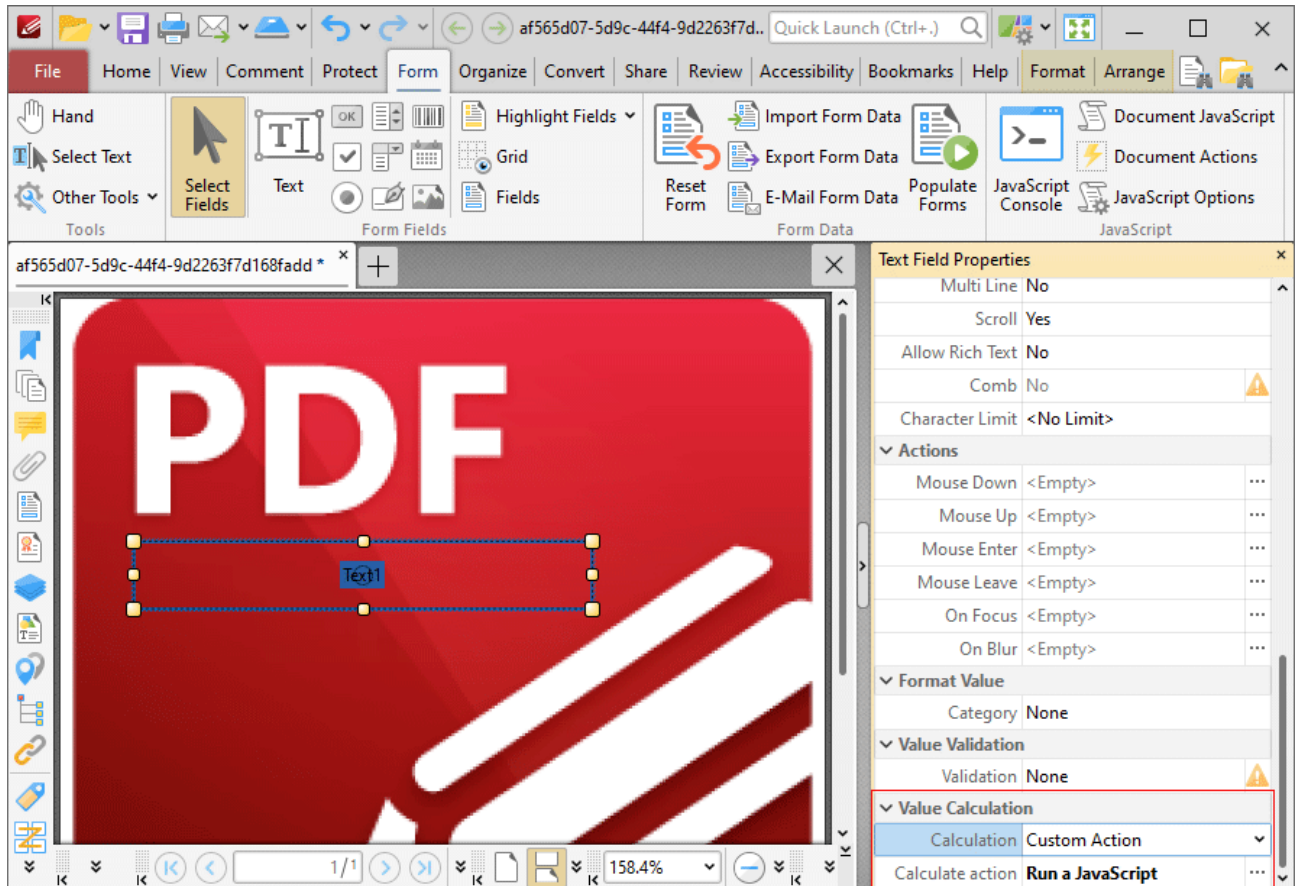 af565d07-5d9c-44f4-9d2263f7d.. Quick Launch (Ctrl+.)
File Home View Comment Protect Form Organize Convert Share Review Accessibility Bookmarks Help Format Arrange
Hand
Select Text
Other Tools
Tools
Select Fields
Text
OK
Highlight Fields
Grid
Fields
Form Fields
Reset Form
Import Form Data
Export Form Data
E-Mail Form Data
Populate Forms
Form Data
JavaScript Console
Document JavaScript
Document Actions
JavaScript Options
JavaScript
af565d07-5d9c-44f4-9d2263f7d168fadd *
PDF
Text1
1/1
158.4%
Text Field Properties
Multi Line No
Scroll Yes
Allow Rich Text No
Comb No
Character Limit <No Limit>
Actions
Mouse Down <Empty>
Mouse Up <Empty>
Mouse Enter <Empty>
Mouse Leave <Empty>
On Focus <Empty>
On Blur <Empty>
Format Value
Category None
Value Validation
Validation None
Value Calculation
Calculation Custom Action
Calculate action Run a JavaScript